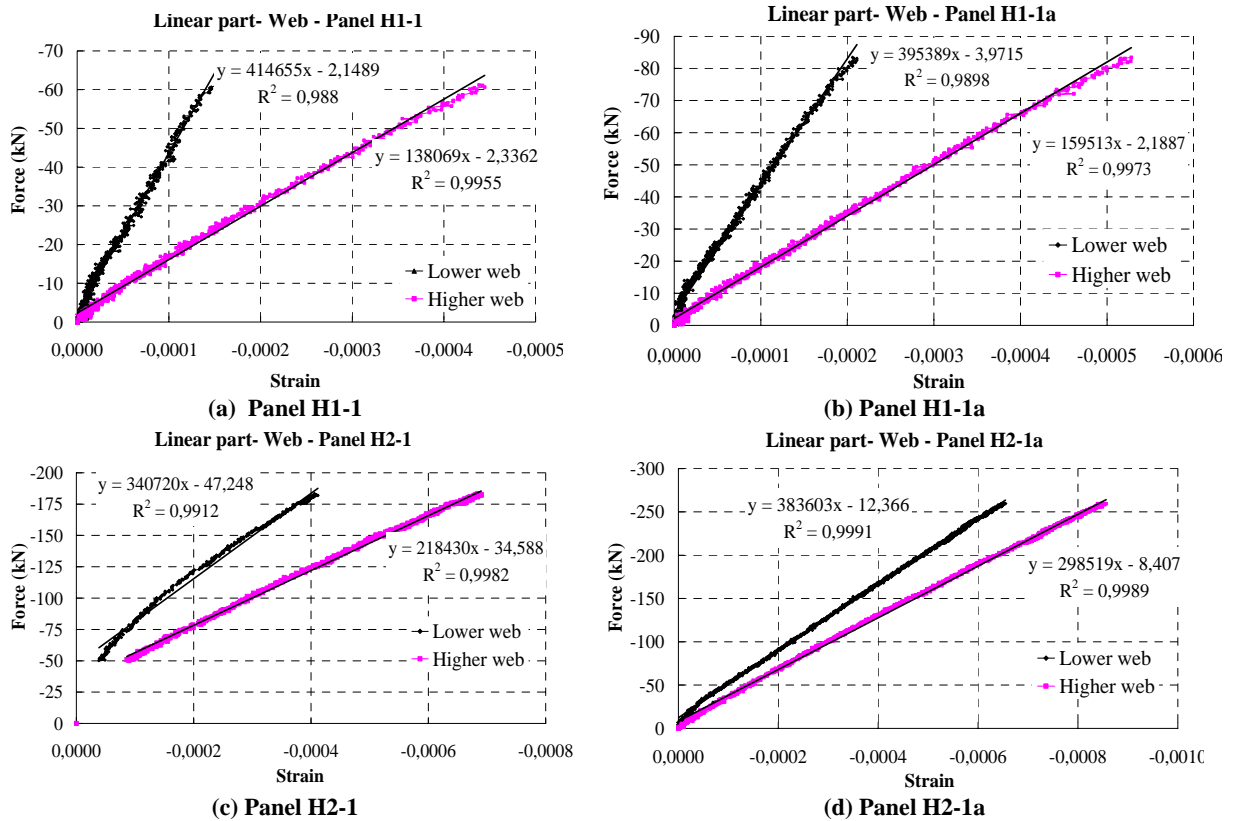 Linear part- Web - Panel H1-1
Force (kN)
-70
-60
-50
-40
-30
-20
-10
0
y = 414655x - 2,1489
R² = 0,988
y = 138069x - 2,3362
R² = 0,9955
Lower web
Higher web
0,0000 -0,0001 -0,0002 -0,0003 -0,0004 -0,0005
Strain
(a) Panel H1-1
Linear part- Web - Panel H1-1a
Force (kN)
-90
-80
-70
-60
-50
-40
-30
-20
-10
0
y = 395389x - 3,9715
R² = 0,9898
y = 159513x - 2,1887
R² = 0,9973
Lower web
Higher web
0,0000 -0,0001 -0,0002 -0,0003 -0,0004 -0,0005 -0,0006
Strain
(b) Panel H1-1a
Linear part- Web - Panel H2-1
Force (kN)
-200
-175
-150
-125
-100
-75
-50
-25
0
y = 340720x - 47,248
R² = 0,9912
y = 218430x - 34,588
R² = 0,9982
Lower web
Higher web
0,0000 -0,0002 -0,0004 -0,0006 -0,0008
Strain
(c) Panel H2-1
Linear part- Web - Panel H2-1a
Force (kN)
-300
-250
-200
-150
-100
-50
0
y = 383603x - 12,366
R² = 0,9991
y = 298519x - 8,407
R² = 0,9989
Lower web
Higher web
0,0000 -0,0002 -0,0004 -0,0006 -0,0008 -0,0010
Strain
(d) Panel H2-1a